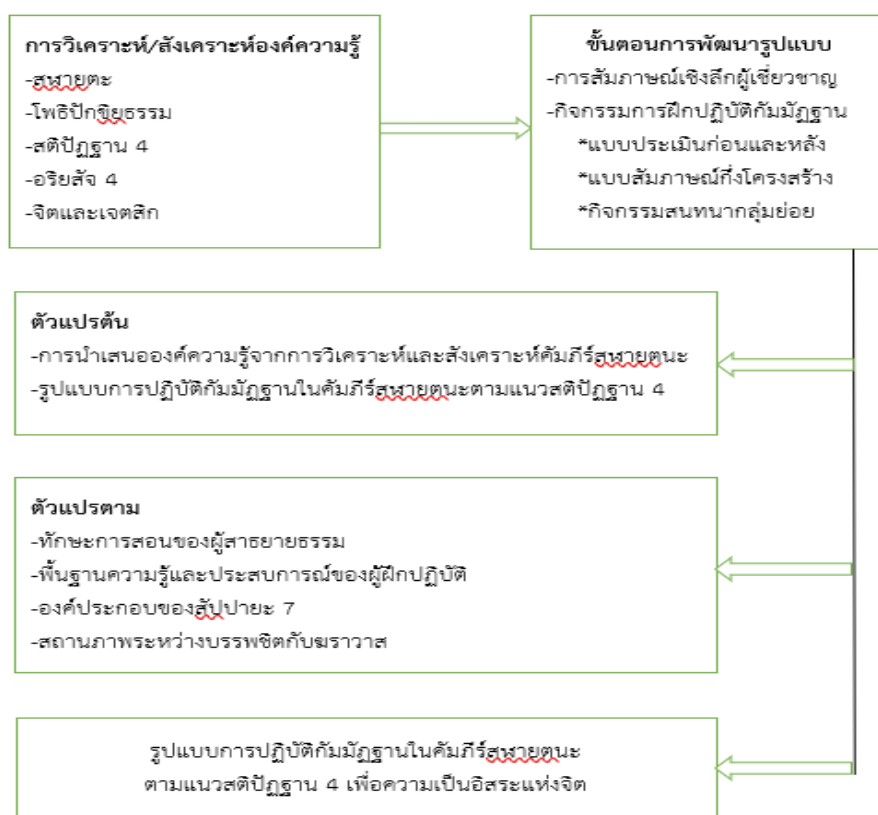 การวิเคราะห์/สังเคราะห์องค์ความรู้
-สฬายตะ
-โพธิปักขิยธรรม
-สติปัฏฐาน 4
-อริยสัจ 4
-จิตและเจตสิก
ขั้นตอนการพัฒนารูปแบบ
-การสัมภาษณ์เชิงลึกผู้เชี่ยวชาญ
-กิจกรรมการฝึกปฏิบัติกัมมัฏฐาน
*แบบประเมินก่อนและหลัง
*แบบสัมภาษณ์กึ่งโครงสร้าง
*กิจกรรมสนทนากลุ่มย่อย
ตัวแปรต้น
-การนำเสนอองค์ความรู้จากการวิเคราะห์และสังเคราะห์คัมภีร์สฬายตนะ
-รูปแบบการปฏิบัติกัมมัฏฐานในคัมภีร์สฬายตนะตามแนวสติปัฏฐาน 4
ตัวแปรตาม
-ทักษะการสอนของผู้สาธยายธรรม
-พื้นฐานความรู้และประสบการณ์ของผู้ฝึกปฏิบัติ
-องค์ประกอบของสัปปายะ 7
-สถานภาพระหว่างบรรพชิตกับฆราวาส
รูปแบบการปฏิบัติกัมมัฏฐานในคัมภีร์สฬายตนะ
ตามแนวสติปัฏฐาน 4 เพื่อความเป็นอิสระแห่งจิต